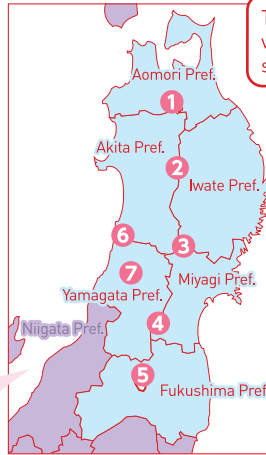 T
v
s
Aomori Pref.
1
Akita Pref.
2
Iwate Pref.
6
3
7
Miyagi Pref.
Yamagata Pref.
4
Niigata Pref.
5
Fukushima Pref